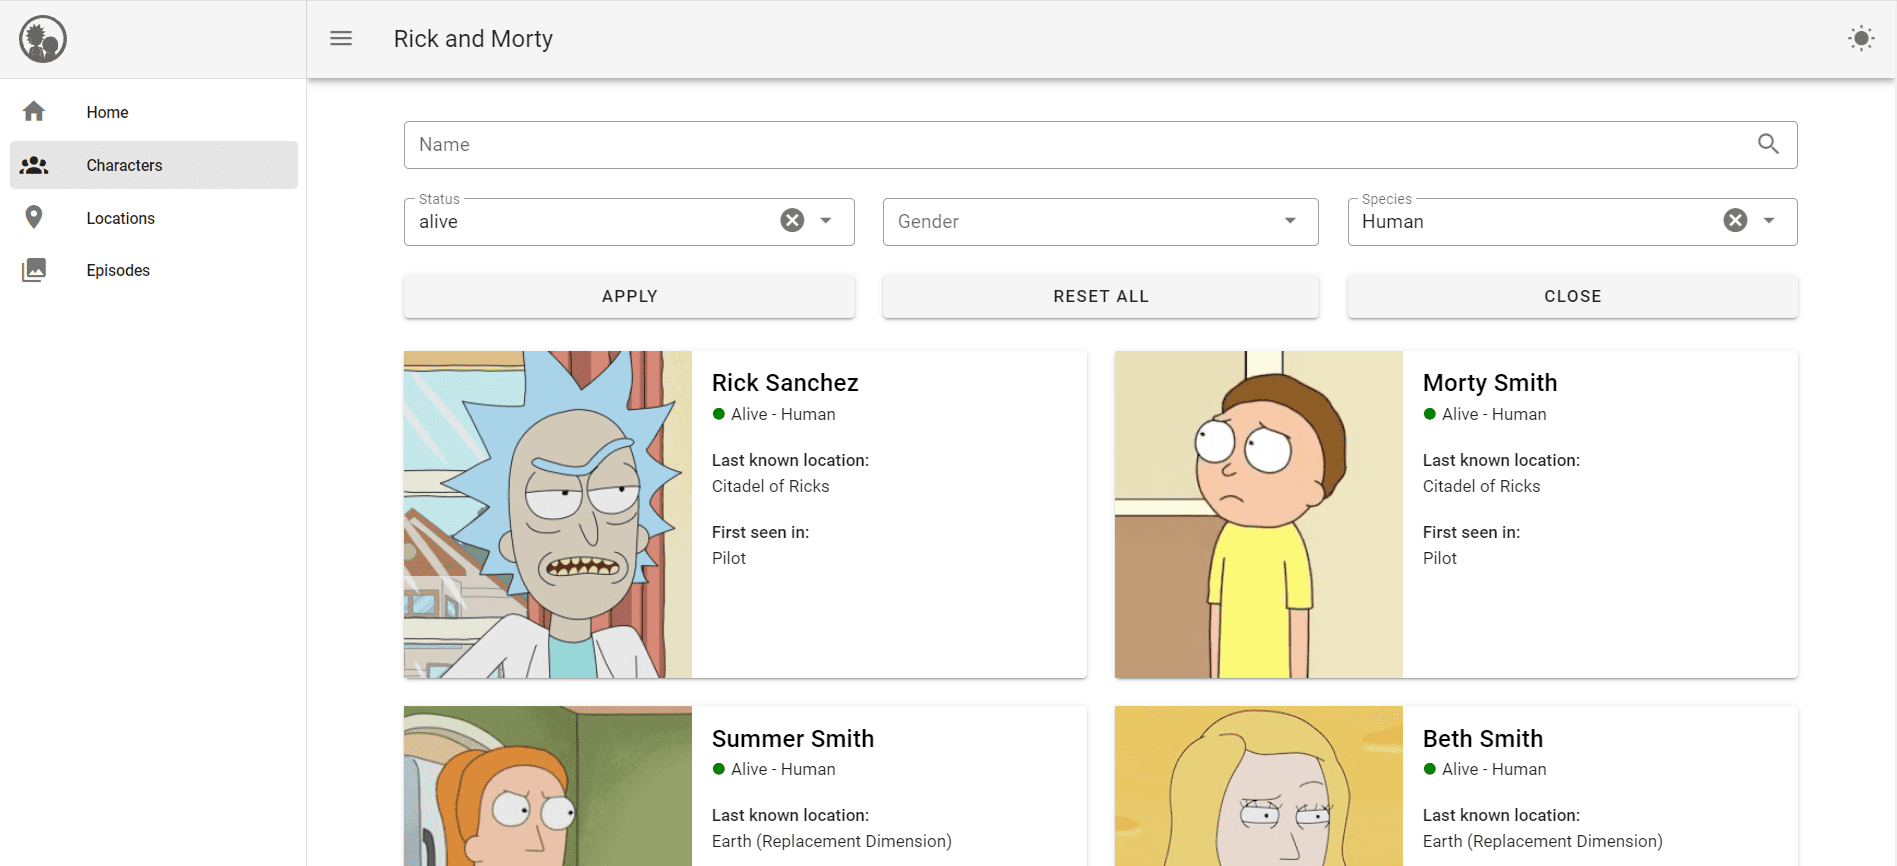 Rick and Morty
Home
Characters
Locations
Episodes
Name
Status
alive
Gender
Species
Human
APPLY
RESET ALL
CLOSE
Rick Sanchez
Alive - Human
Last known location:
Citadel of Ricks
First seen in:
Pilot
Morty Smith
Alive - Human
Last known location:
Citadel of Ricks
First seen in:
Pilot
Summer Smith
Alive - Human
Last known location:
Earth (Replacement Dimension)
Beth Smith
Alive - Human
Last known location:
Earth (Replacement Dimension)